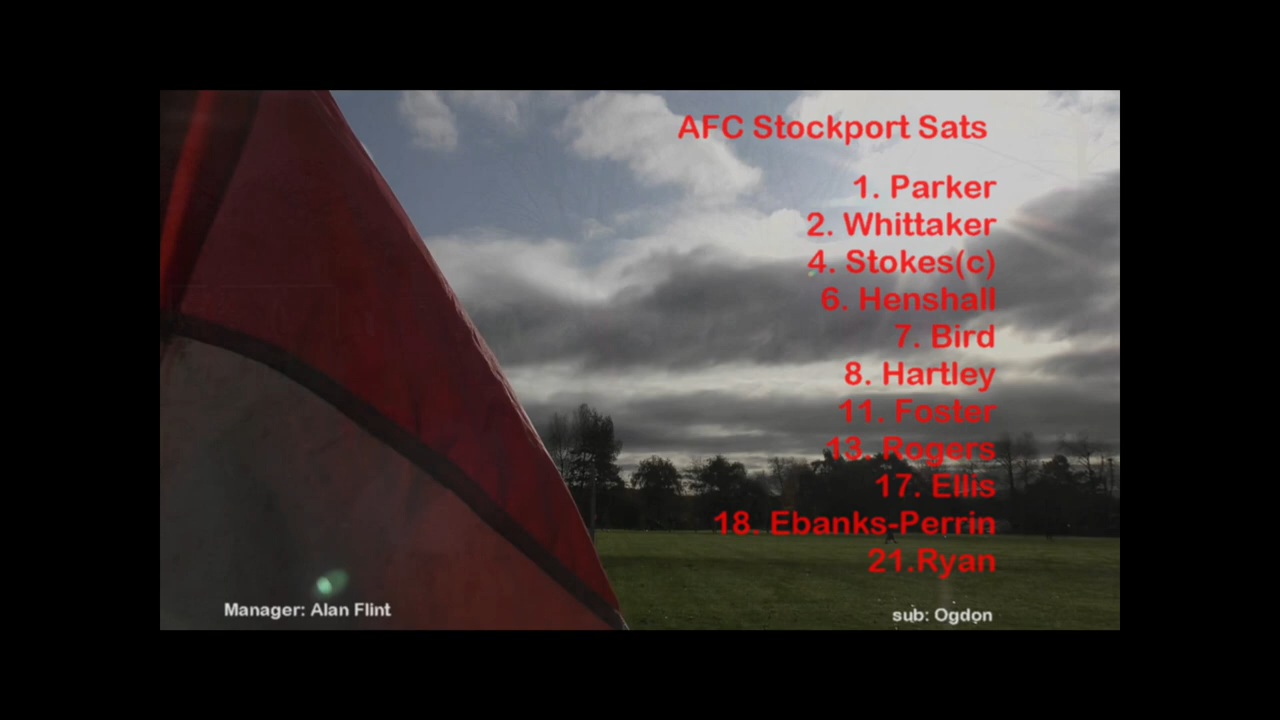 AFC Stockport Sats
1. Parker
2. Whittaker
4. Stokes(c)
6. Henshall
7. Bird
8. Hartley
11. Foster
13. Rogers
17. Ellis
18. Ebanks-Perrin
21.Ryan
Manager: Alan Flint
sub: Ogdon